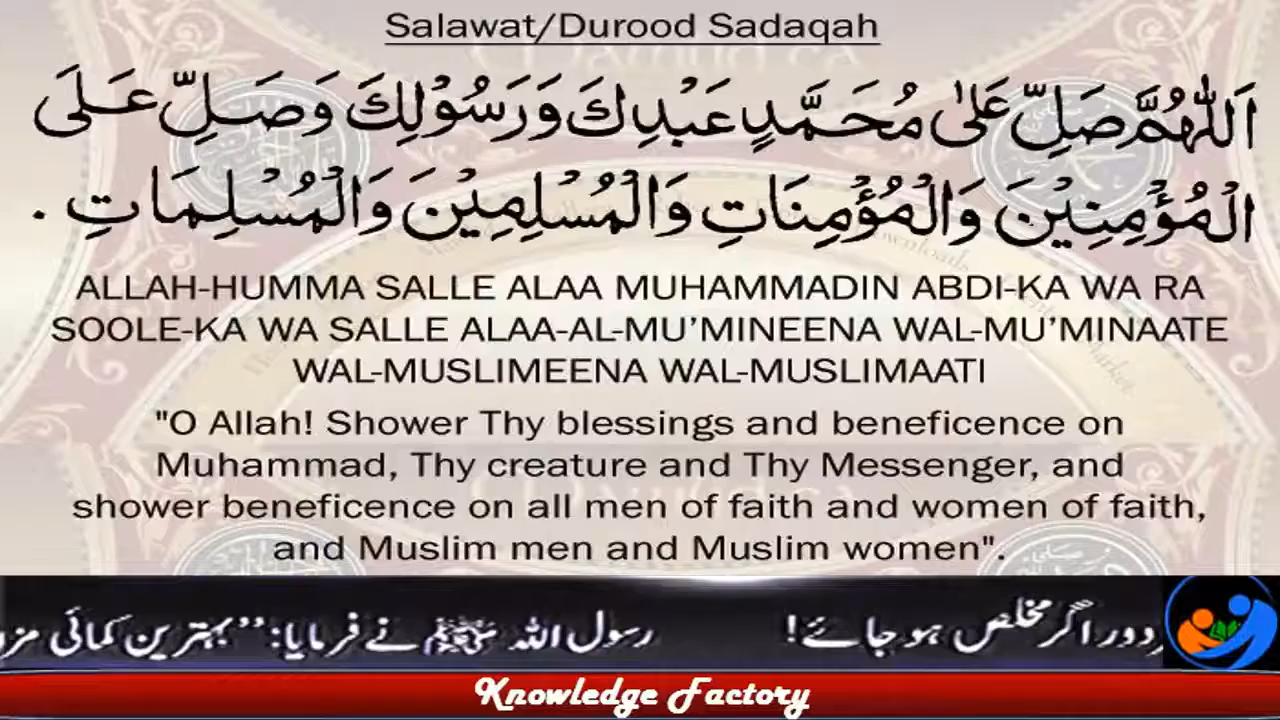 Salawat/Durood Sadaqah
اَللّٰهُمَّ صَلِّ عَلٰى مُحَمَّدٍ عَبْدِكَ وَرَسُوْلِكَ وَصَلِّ عَلَى
الْمُؤْمِنِيْنَ وَالْمُؤْمِنَاتِ وَالْمُسْلِمِيْنَ وَالْمُسْلِمَاتِ .
ALLAH-HUMMA SALLE ALAA MUHAMMADIN ABDI-KA WA RA
SOOLE-KA WA SALLE ALAA-AL-MU’MINEENA WAL-MU’MINAATE
WAL-MUSLIMEENA WAL-MUSLIMAATI
"O Allah! Shower Thy blessings and beneficence on
Muhammad, Thy creature and Thy Messenger, and
shower beneficence on all men of faith and women of faith,
and Muslim men and Muslim women".
دور اگر مخلص ہو جائے! رسول اللہ ﷺ نے فرمایا: ’’بہترین کمائی مزد
Knowledge Factory